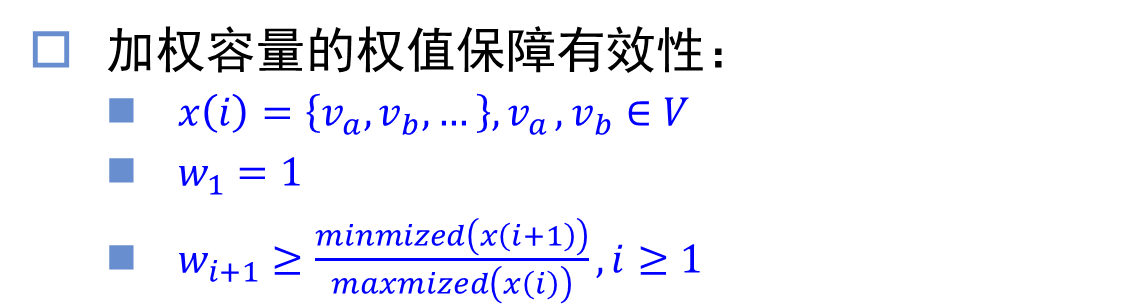 加权容量的权值保障有效性：
x(i) = {v_a, v_b, … }, v_a , v_b ∈ V
w_1 = 1
w_{i+1} ≥ \frac{minmized(x(i+1))}{maxmized(x(i))}, i ≥ 1